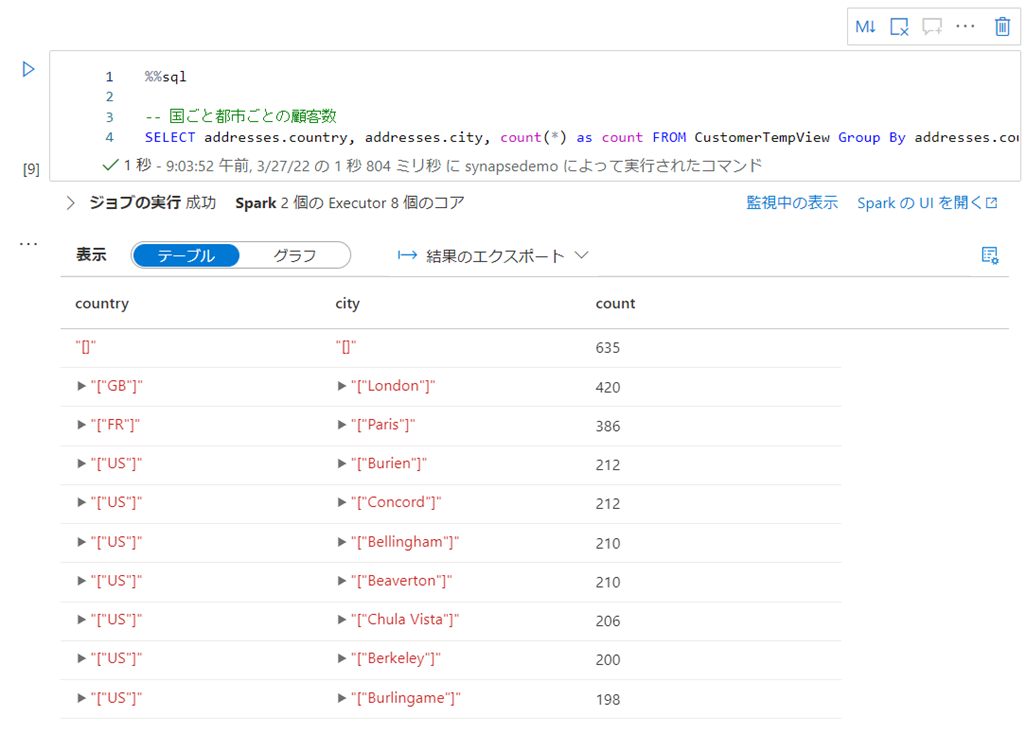 M↓
1 %%sql
2
3 -- 国ごと都市ごとの顧客数
4 SELECT addresses.country, addresses.city, count(*) as count FROM CustomerTempView Group By addresses.cou
[9] 1 秒 - 9:03:52 午前, 3/27/22 の 1 秒 804 ミリ秒 に synapsedemo によって実行されたコマンド
ジョブの実行 成功 Spark 2 個の Executor 8 個のコア 監視中の表示 Spark の UI を開く
表示 テーブル グラフ 結果のエクスポート
country city count
"[]" "[]" 635
"["GB"]" "["London"]" 420
"["FR"]" "["Paris"]" 386
"["US"]" "["Burien"]" 212
"["US"]" "["Concord"]" 212
"["US"]" "["Bellingham"]" 210
"["US"]" "["Beaverton"]" 210
"["US"]" "["Chula Vista"]" 206
"["US"]" "["Berkeley"]" 200
"["US"]" "["Burlingame"]" 198